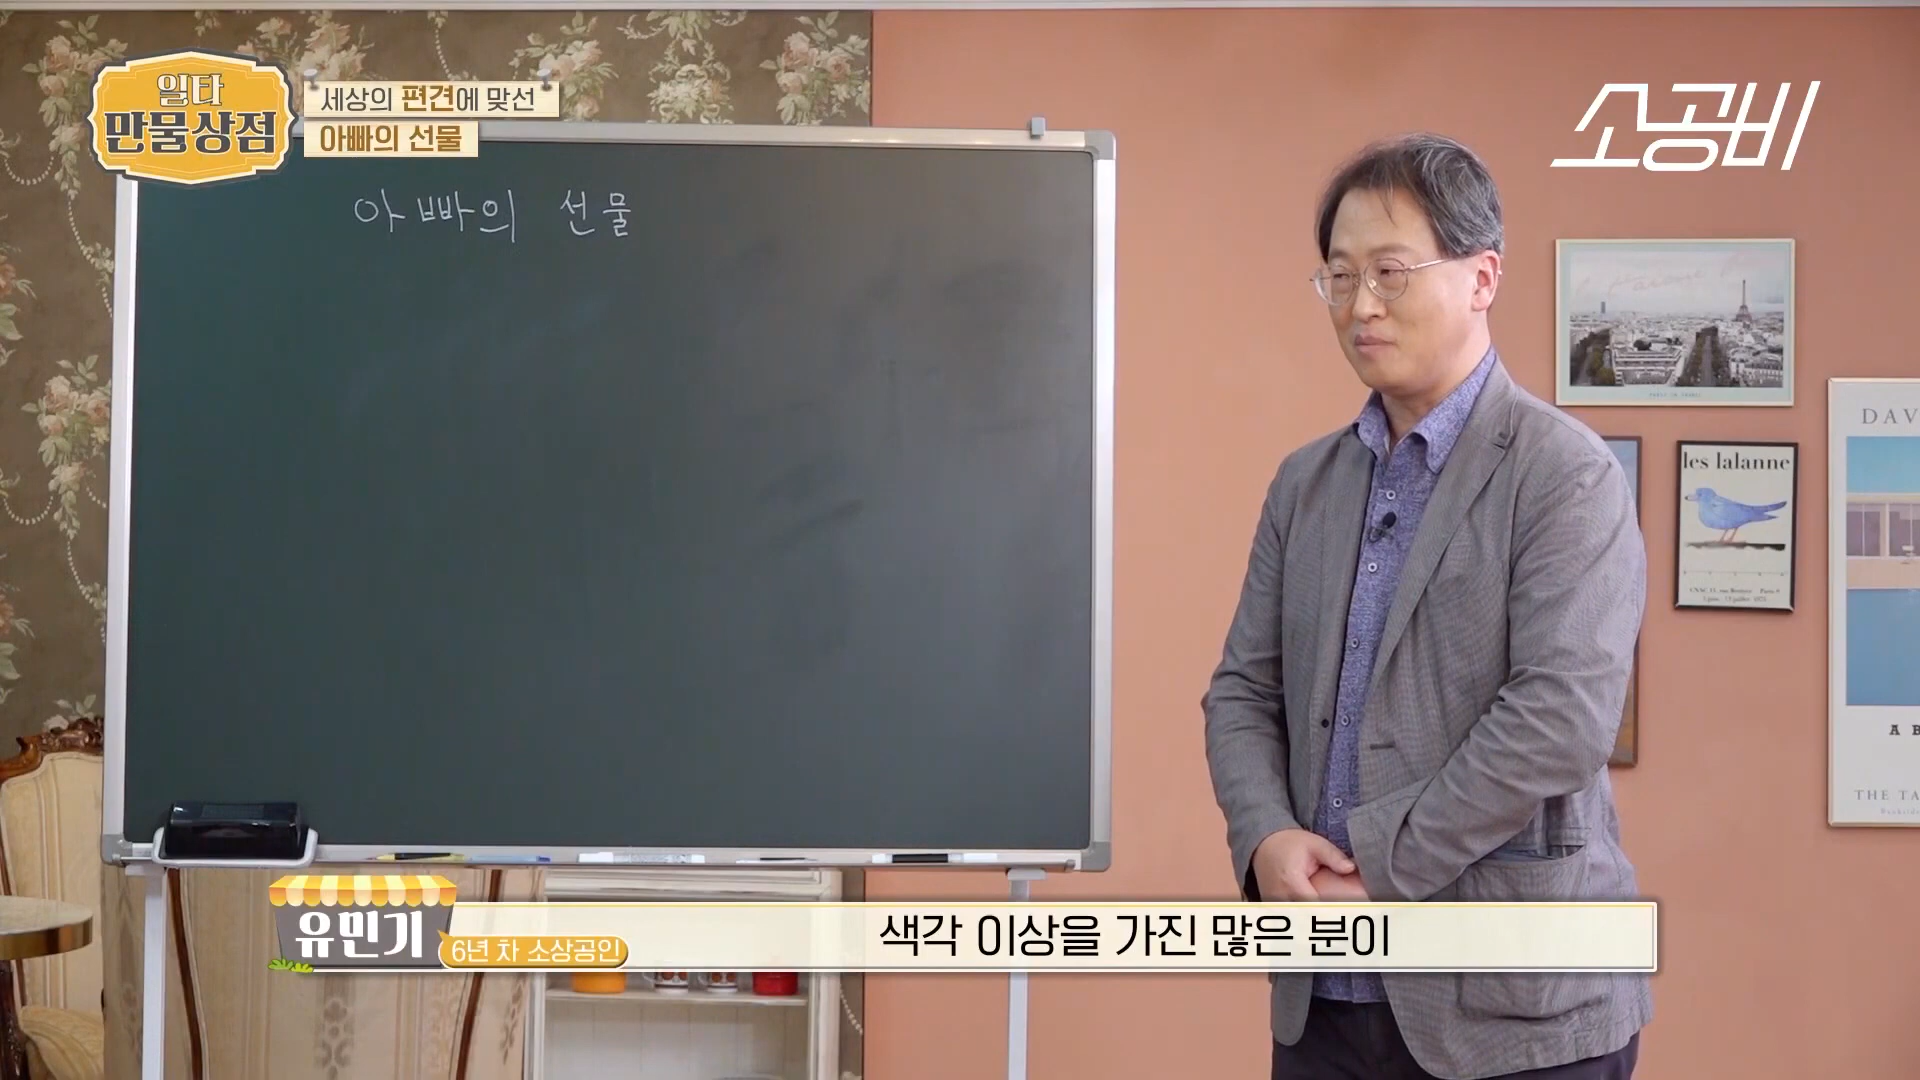 일타
만물상점
세상의 편견에 맞선
아빠의 선물
소공비
아빠의 선물
les lalanne
DAV
A B
THE TA
유민기
6년 차 소상공인
색각 이상을 가진 많은 분이